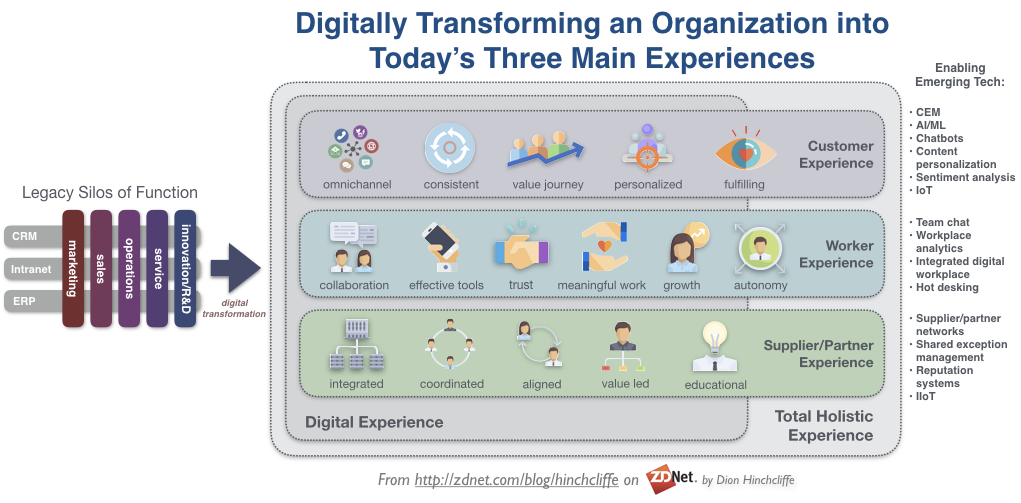 Digitally Transforming an Organization into
Today's Three Main Experiences
Legacy Silos of Function
CRM
Intranet
ERP
marketing
sales
operations
service
innovation/R&D
digital
transformation
omnichannel
consistent
value journey
personalized
fulfilling
Customer
Experience
collaboration
effective tools
trust
meaningful work
growth
autonomy
Worker
Experience
integrated
coordinated
aligned
value led
educational
Supplier/Partner
Experience
Digital Experience
Total Holistic
Experience
Enabling
Emerging Tech:
· CEM
· AI/ML
· Chatbots
· Content
personalization
· Sentiment analysis
· IoT
· Team chat
· Workplace
analytics
· Integrated digital
workplace
· Hot desking
· Supplier/partner
networks
· Shared exception
management
· Reputation
systems
· IIoT
From http://zdnet.com/blog/hinchcliffe on ZDNet. by Dion Hinchcliffe